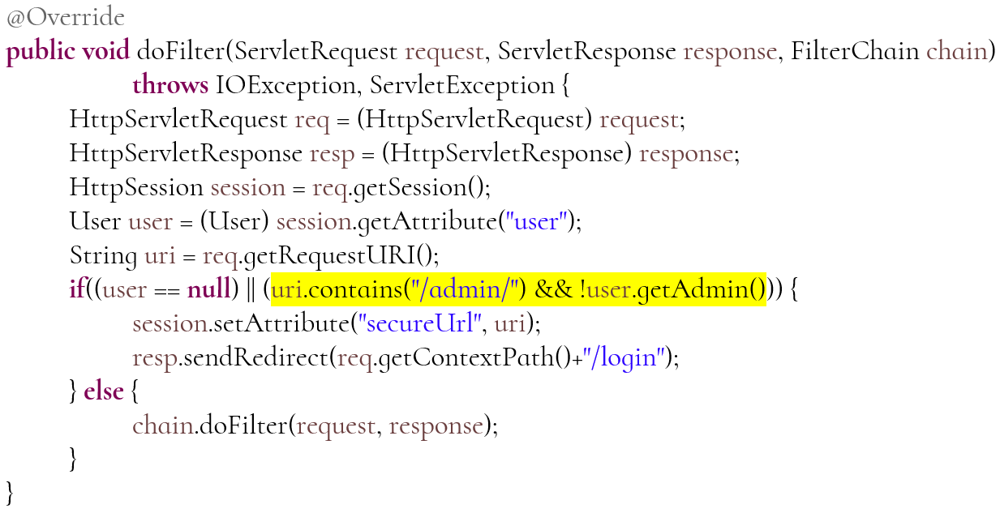 @Override
public void doFilter(ServletRequest request, ServletResponse response, FilterChain chain)
throws IOException, ServletException {
HttpServletRequest req = (HttpServletRequest) request;
HttpServletResponse resp = (HttpServletResponse) response;
HttpSession session = req.getSession();
User user = (User) session.getAttribute("user");
String uri = req.getRequestURI();
if((user == null) || (uri.contains("/admin/") && !user.getAdmin())) {
session.setAttribute("secureUrl", uri);
resp.sendRedirect(req.getContextPath()+"/login");
} else {
chain.doFilter(request, response);
}
}